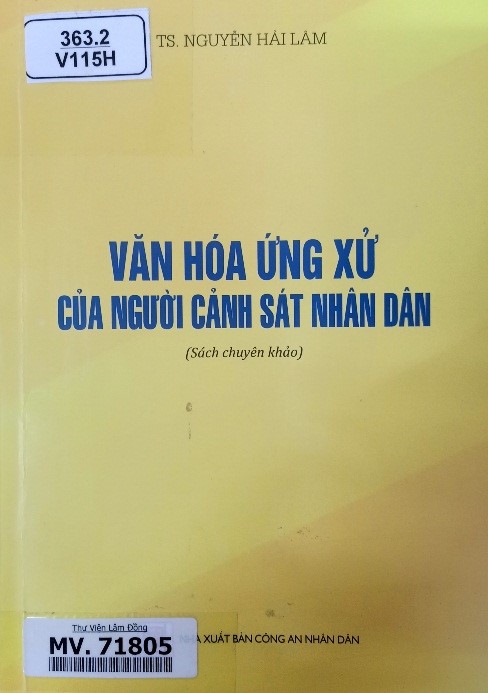 363.2
V115H
TS. NGUYỄN HẢI LÂM
VĂN HÓA ỨNG XỬ
CỦA NGƯỜI CẢNH SÁT NHÂN DÂN
(Sách chuyên khảo)
Thư Viện Lâm Đồng
MV. 71805
XUẤT BẢN CÔNG AN NHÂN DÂN